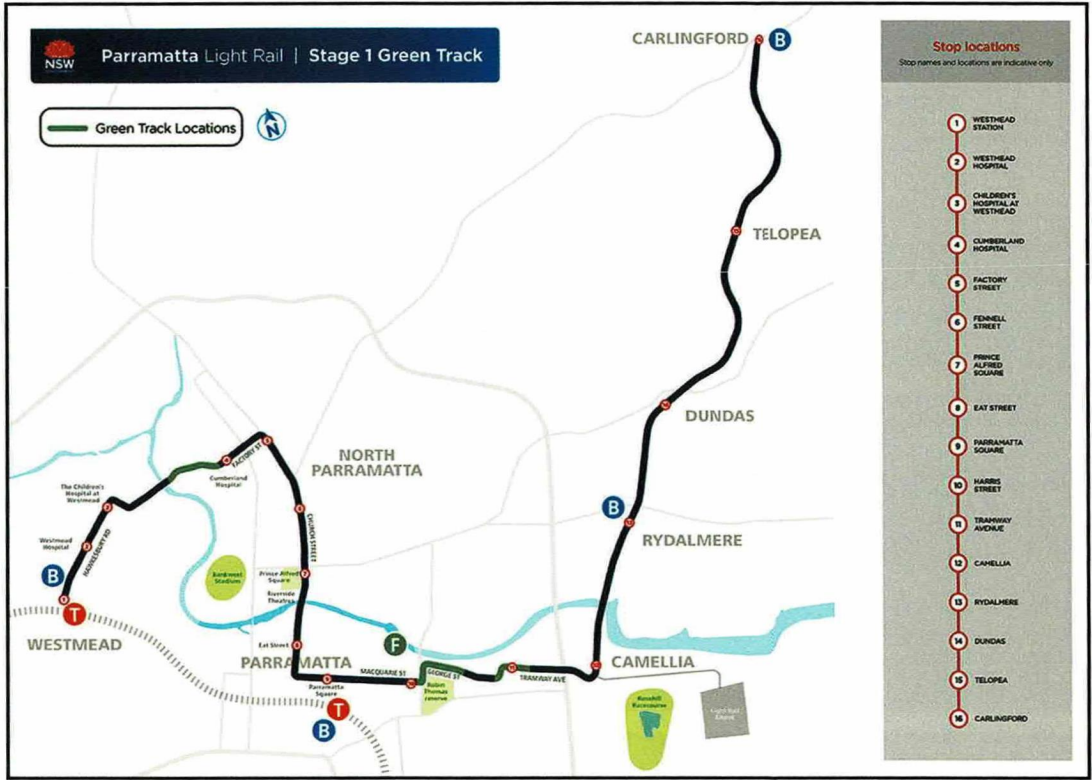 NSW
Parramatta Light Rail | Stage 1 Green Track
Green Track Locations
N
CARLINGFORD
B
TELOPEA
DUNDAS
NORTH
PARRAMATTA
FACTORY ST
Cumberland
Hospital
The Children's
Hospital at
Westmead
Westmead
Hospital
HAWKESBURY RD
B
T
WESTMEAD
CHURCH STREET
Bankwest
Stadium
Prince Alfred
Square
Riverside
Theatres
Eat Street
PARRAMATTA
F
B
RYDALMERE
MACQUARIE ST
GEORGE ST
TRAMWAY AVE
CAMELLIA
Parramatta
Square
Robin
Thomas
reserve
T
B
Rosehill
Racecourse
Light Rail
Depot
Stop locations
Stop names and locations are indicative only
1 WESTMEAD
STATION
2 WESTMEAD
HOSPITAL
3 CHILDREN'S
HOSPITAL AT
WESTMEAD
4 CUMBERLAND
HOSPITAL
5 FACTORY
STREET
6 FENNELL
STREET
7 PRINCE
ALFRED
SQUARE
8 EAT STREET
9 PARRAMATTA
SQUARE
10 HARRIS
STREET
11 TRAMWAY
AVENUE
12 CAMELLIA
13 RYDALMERE
14 DUNDAS
15 TELOPEA
16 CARLINGFORD